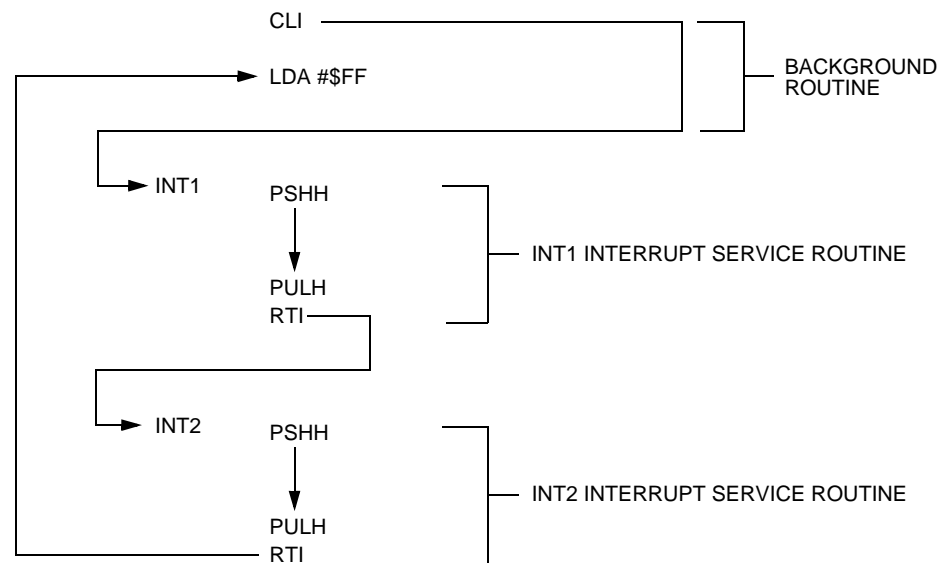 CLI
LDA #$FF
BACKGROUND
ROUTINE
INT1
PSHH
INT1 INTERRUPT SERVICE ROUTINE
PULH
RTI
INT2
PSHH
INT2 INTERRUPT SERVICE ROUTINE
PULH
RTI